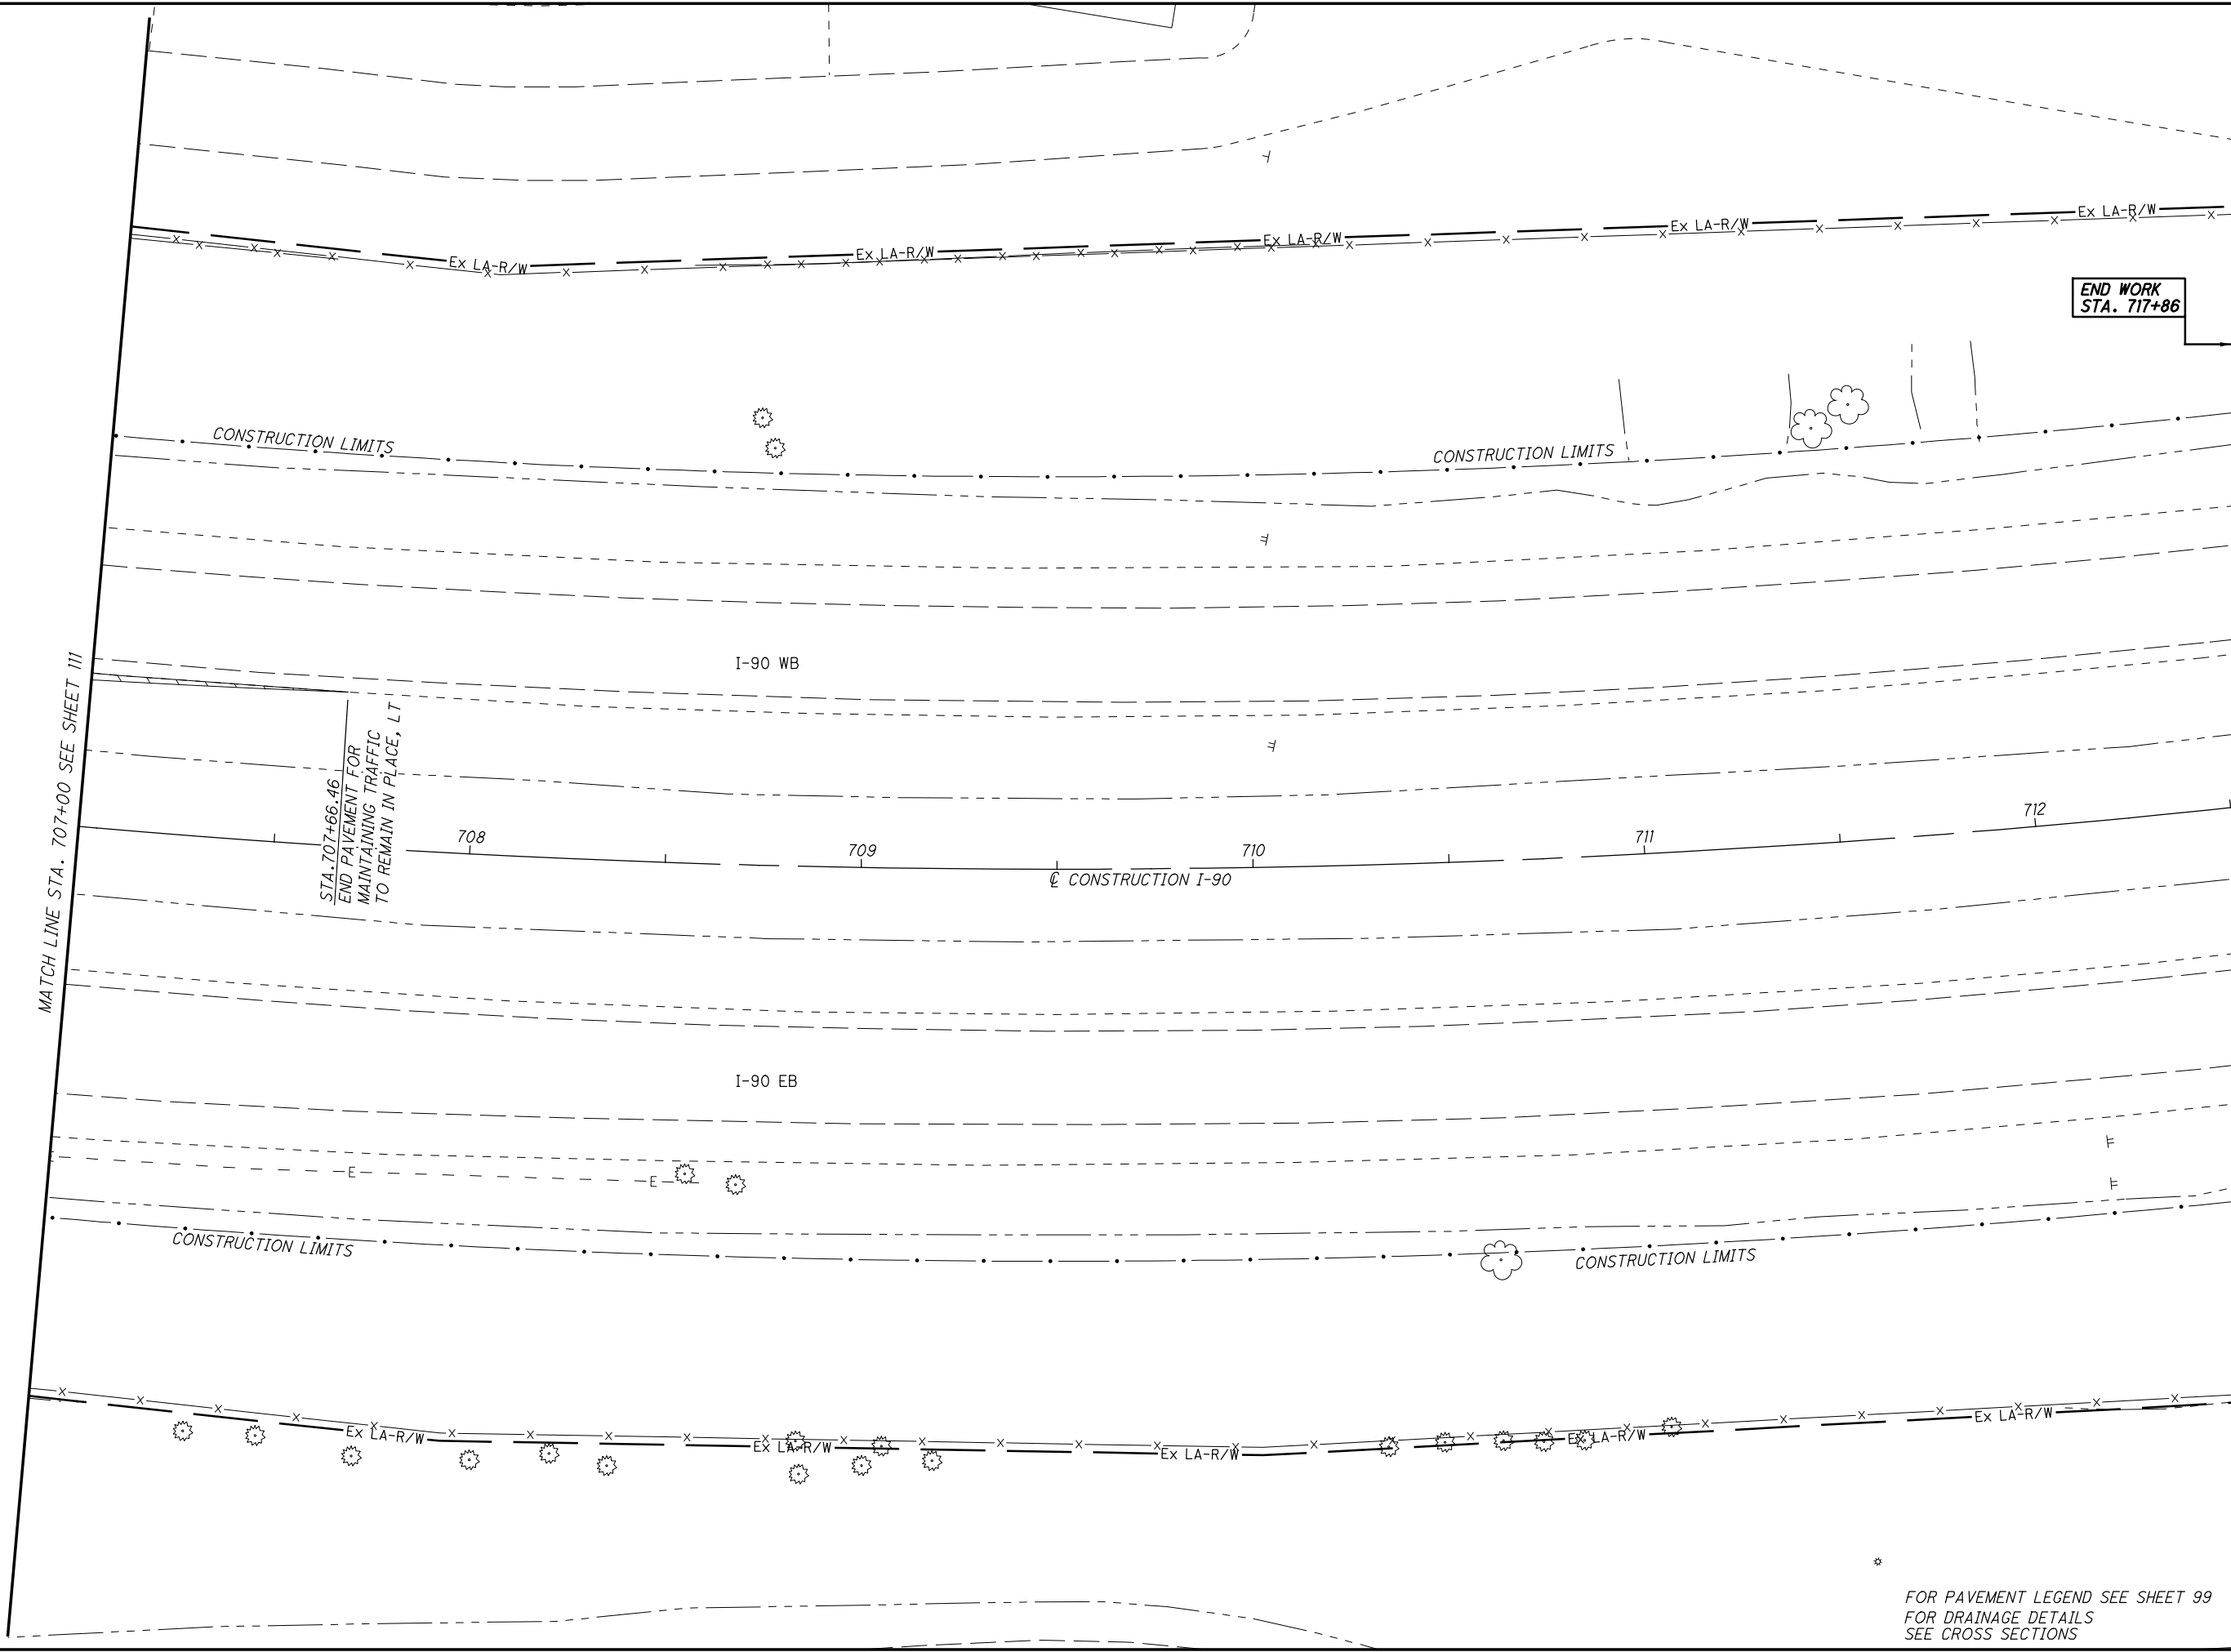 Ex LA-R/W
Ex LA-R/W
Ex LA-R/W
Ex LA-R/W
Ex LA-R/W
END WORK
STA. 717+86
CONSTRUCTION LIMITS
CONSTRUCTION LIMITS
I-90 WB
MATCH LINE STA. 707+00 SEE SHEET 111
STA. 707+66.46
END PAVEMENT FOR
MAINTAINING TRAFFIC
TO REMAIN IN PLACE, LT
708
709
710
711
712
℄ CONSTRUCTION I-90
I-90 EB
E
E
CONSTRUCTION LIMITS
CONSTRUCTION LIMITS
Ex LA-R/W
Ex LA-R/W
Ex LA-R/W
Ex LA-R/W
Ex LA-R/W
FOR PAVEMENT LEGEND SEE SHEET 99
FOR DRAINAGE DETAILS
SEE CROSS SECTIONS